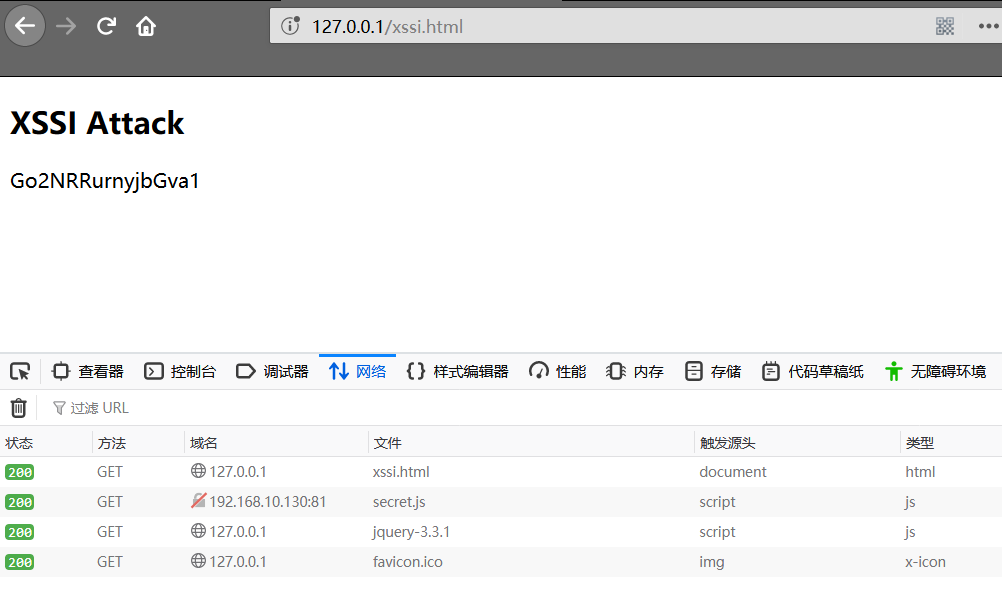 127.0.0.1/xssi.html
XSSI Attack
Go2NRRurnyjbGva1
查看器 控制台 调试器 网络 样式编辑器 性能 内存 存储 代码草稿纸 无障碍环境
过滤 URL
状态 方法 域名 文件 触发源头 类型
200 GET 127.0.0.1 xssi.html document html
200 GET 192.168.10.130:81 secret.js script js
200 GET 127.0.0.1 jquery-3.3.1 script js
200 GET 127.0.0.1 favicon.ico img x-icon